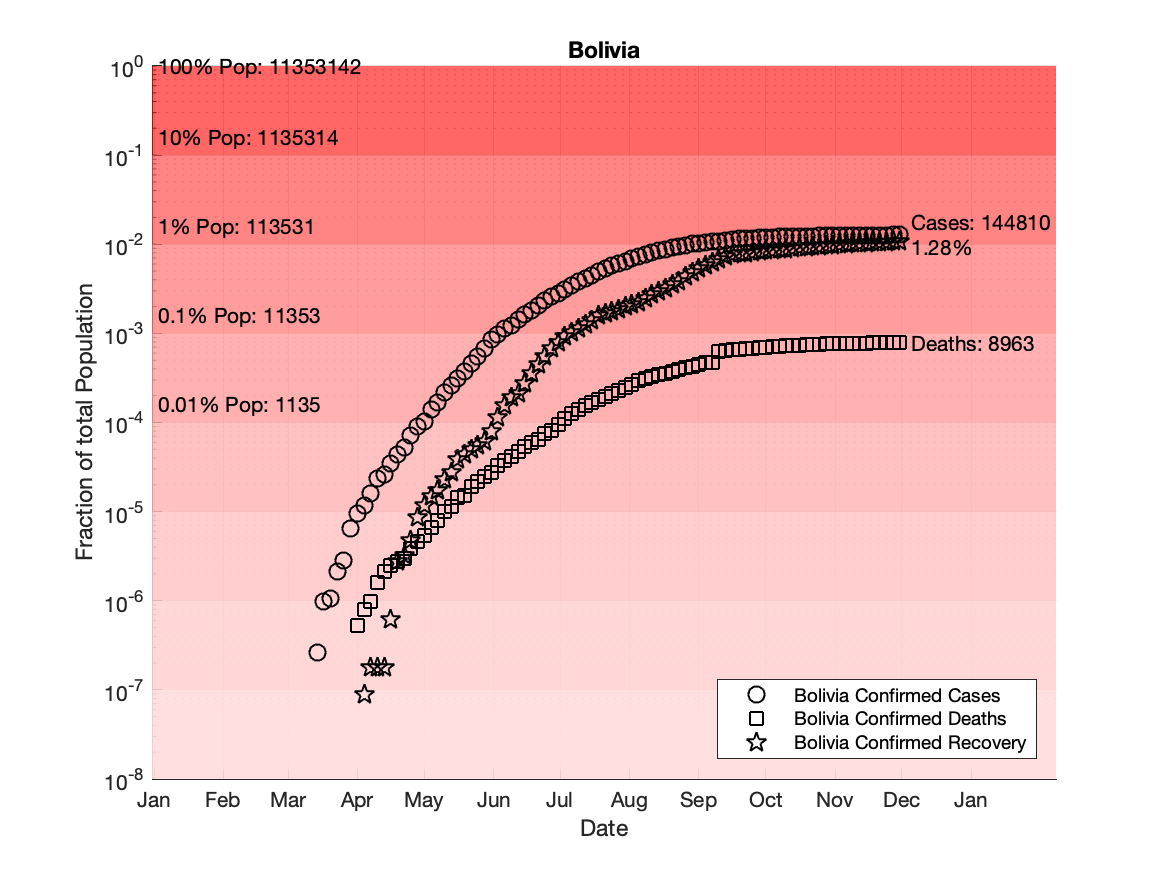 Bolivia
10^0
100% Pop: 11353142
10% Pop: 1135314
10^-1
1% Pop: 113531
Cases: 144810
10^-2
1.28%
0.1% Pop: 11353
10^-3
Deaths: 8963
0.01% Pop: 1135
10^-4
10^-5
10^-6
10^-7
10^-8
Fraction of total Population
Bolivia Confirmed Cases
Bolivia Confirmed Deaths
Bolivia Confirmed Recovery
Jan Feb Mar Apr May Jun Jul Aug Sep Oct Nov Dec Jan
Date